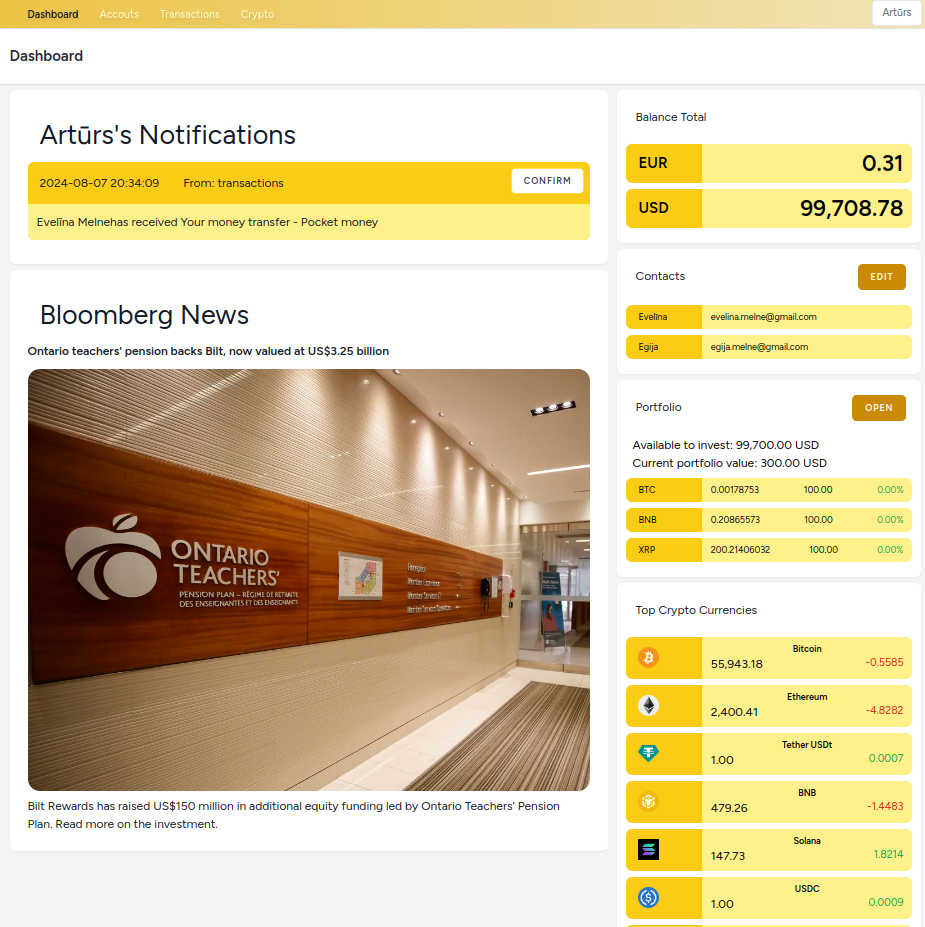 Dashboard Accouts Transactions Crypto Artūrs
Dashboard
Artūrs's Notifications
2024-08-07 20:34:09 From: transactions CONFIRM
Evelīna Melnehas received Your money transfer - Pocket money
Bloomberg News
Ontario teachers' pension backs Bilt, now valued at US$3.25 billion
ONTARIO
TEACHERS'
PENSION PLAN – RÉGIME DE RETRAITE
DES ENSEIGNANTES ET DES ENSEIGNANTS
Reception
Bilt Rewards has raised US$150 million in additional equity funding led by Ontario Teachers’ Pension
Plan. Read more on the investment.
Balance Total
EUR 0.31
USD 99,708.78
Contacts EDIT
Evelīna evelina.melne@gmail.com
Egija egija.melne@gmail.com
Portfolio OPEN
Available to invest: 99,700.00 USD
Current portfolio value: 300.00 USD
BTC 0.00178753 100.00 0.00%
BNB 0.20865573 100.00 0.00%
XRP 200.21406032 100.00 0.00%
Top Crypto Currencies
Bitcoin
55,943.18 -0.5585
Ethereum
2,400.41 -4.8282
Tether USDt
1.00 0.0007
BNB
479.26 -1.4483
Solana
147.73 1.8214
USDC
1.00 0.0009